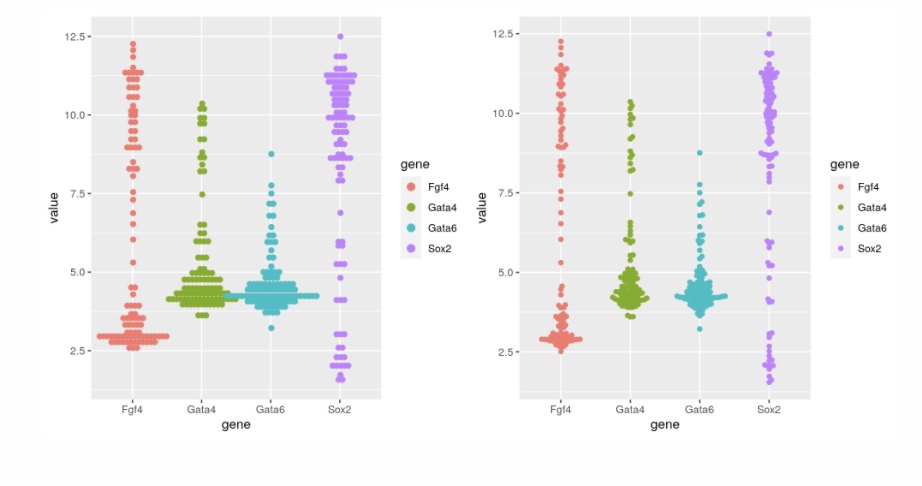 12.5
10.0
7.5
5.0
2.5
value
Fgf4 Gata4 Gata6 Sox2
gene
gene
Fgf4
Gata4
Gata6
Sox2
12.5
10.0
7.5
5.0
2.5
value
Fgf4 Gata4 Gata6 Sox2
gene
gene
Fgf4
Gata4
Gata6
Sox2